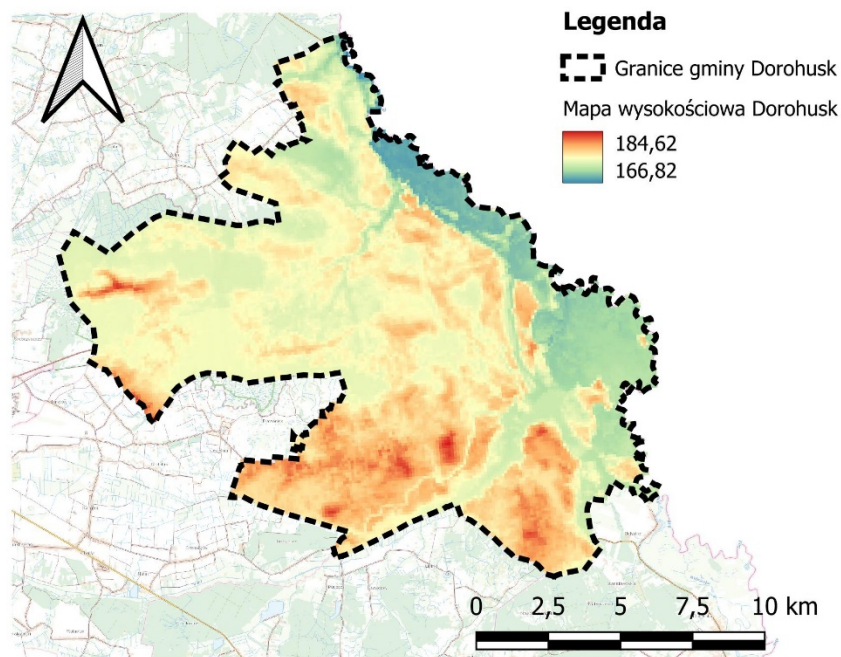 Legenda
Granice gminy Dorohusk
Mapa wysokościowa Dorohusk
184,62
166,82
0 2,5 5 7,5 10 km